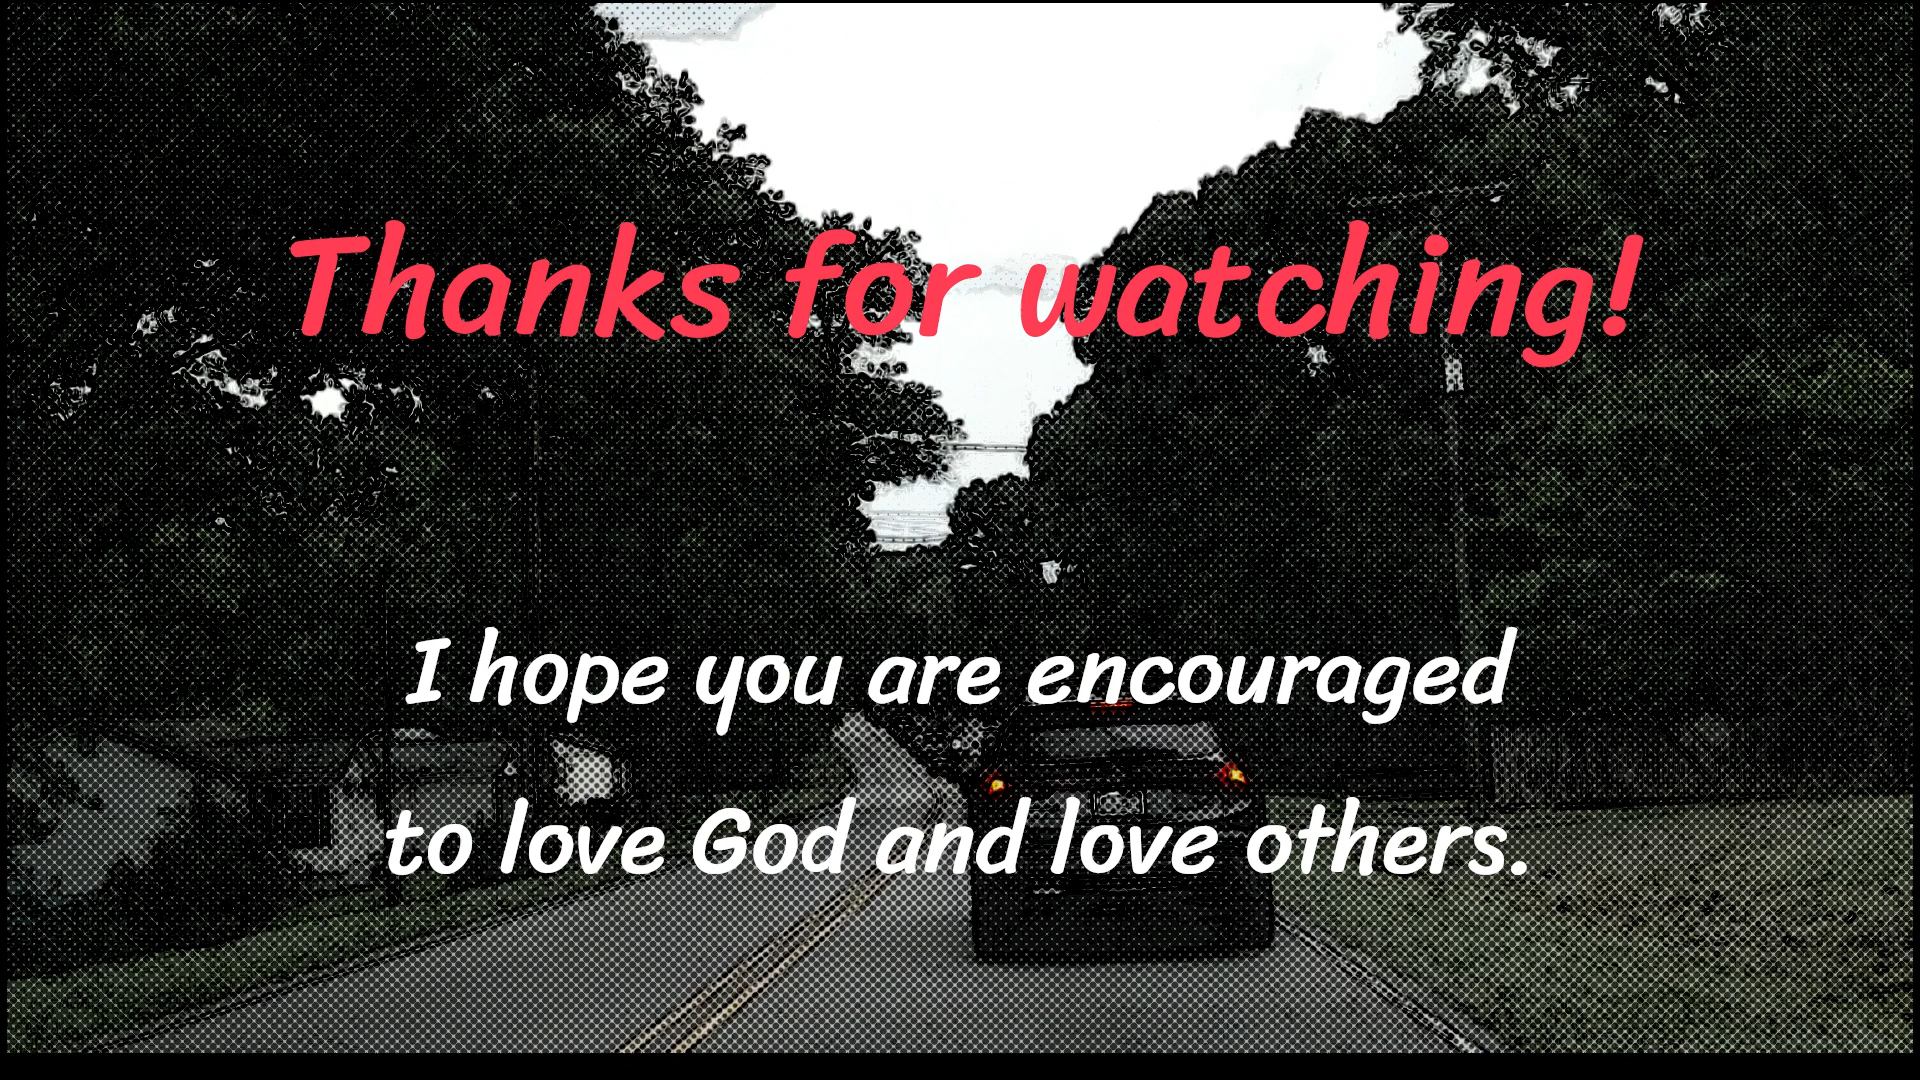 Thanks for watching!
I hope you are encouraged
to love God and love others.